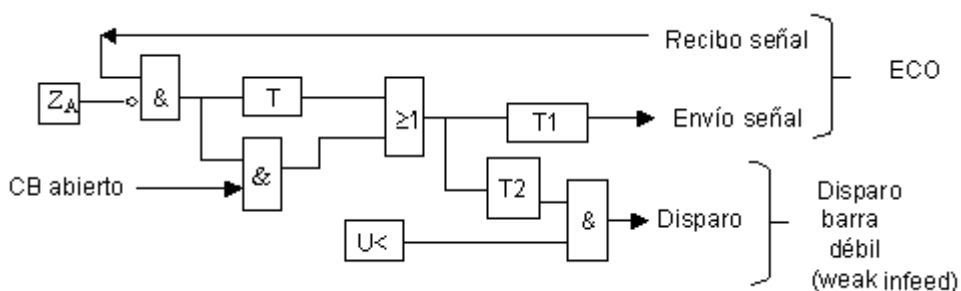 Recibo señal
ECO
Z_A
&
T
≥1
T1
Envío señal
&
CB abierto
T2
&
Disparo
U<
Disparo
barra
débil
(weak infeed)